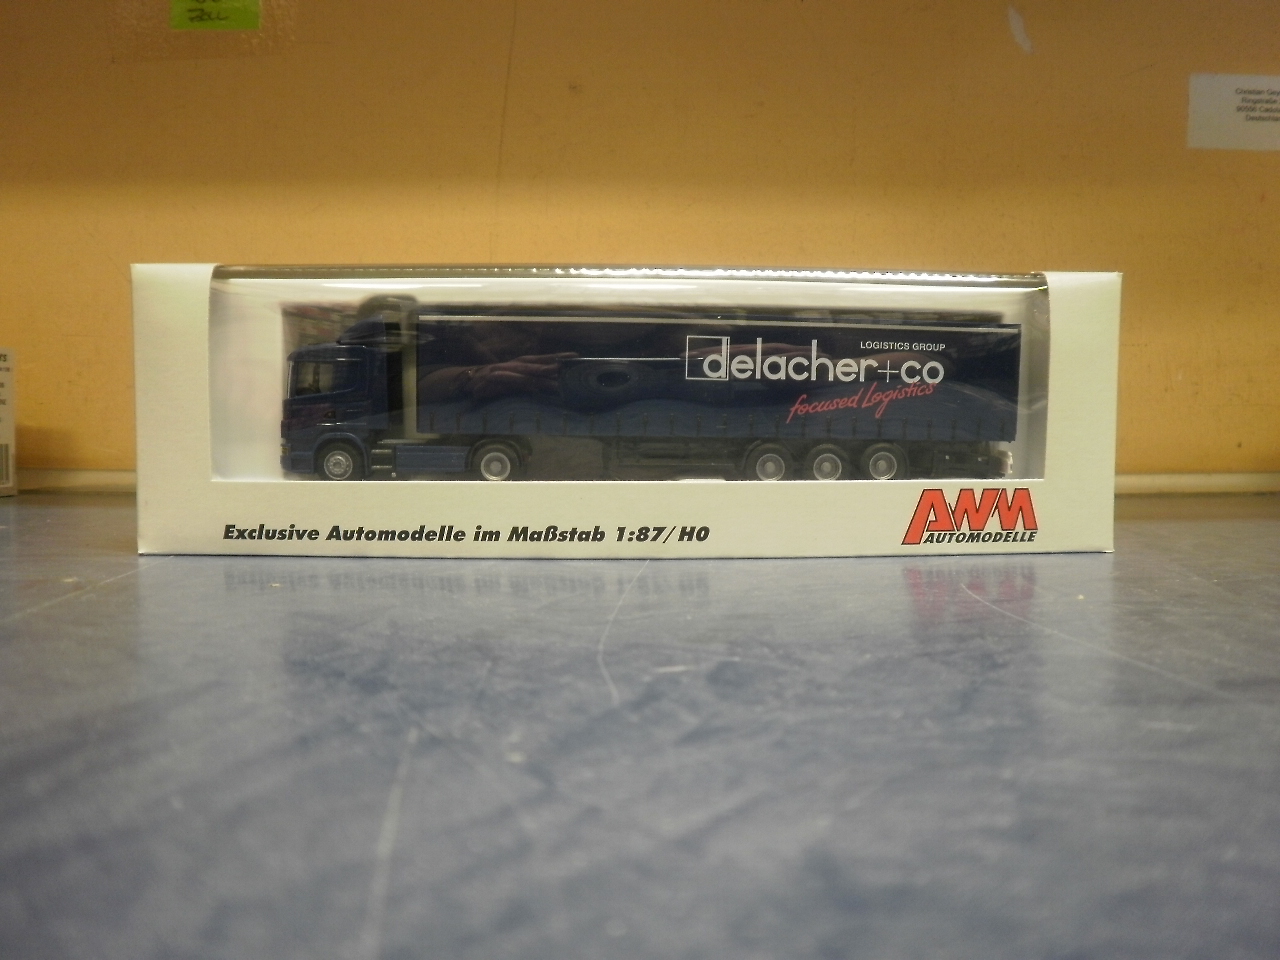 LOGISTICS GROUP
delacher+co
focused Logistics
Exclusive Automodelle im Maßstab 1:87/H0
AWM
AUTOMODELLE